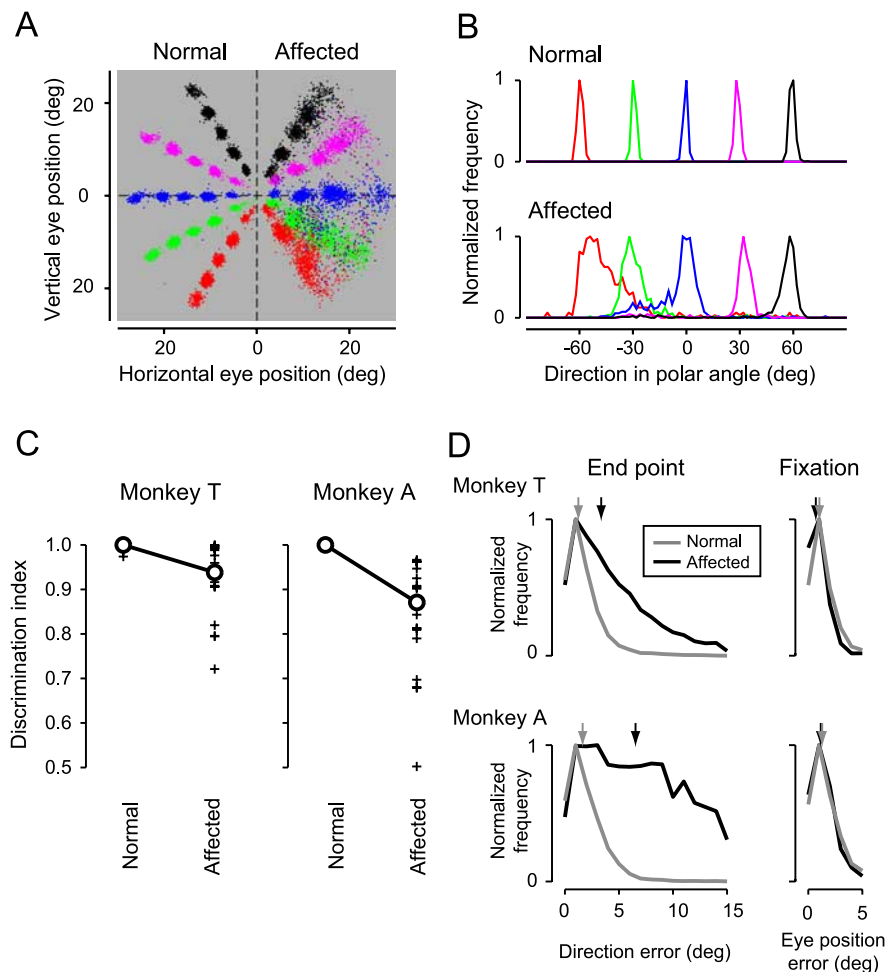 A
Normal Affected
Vertical eye position (deg)
20
0
20
20 0 20
Horizontal eye position (deg)
B
Normal
Normalized frequency
1
0
Affected
1
0
-60 -30 0 30 60
Direction in polar angle (deg)
C
Monkey T Monkey A
Discrimination index
1.0
0.9
0.8
0.7
0.6
0.5
Normal Affected Normal Affected
D
End point Fixation
Monkey T
Normalized
frequency
1
0
Normal
Affected
Monkey A
Normalized
frequency
1
0
0 5 10 15 0 5
Direction error (deg)
Eye position
error (deg)